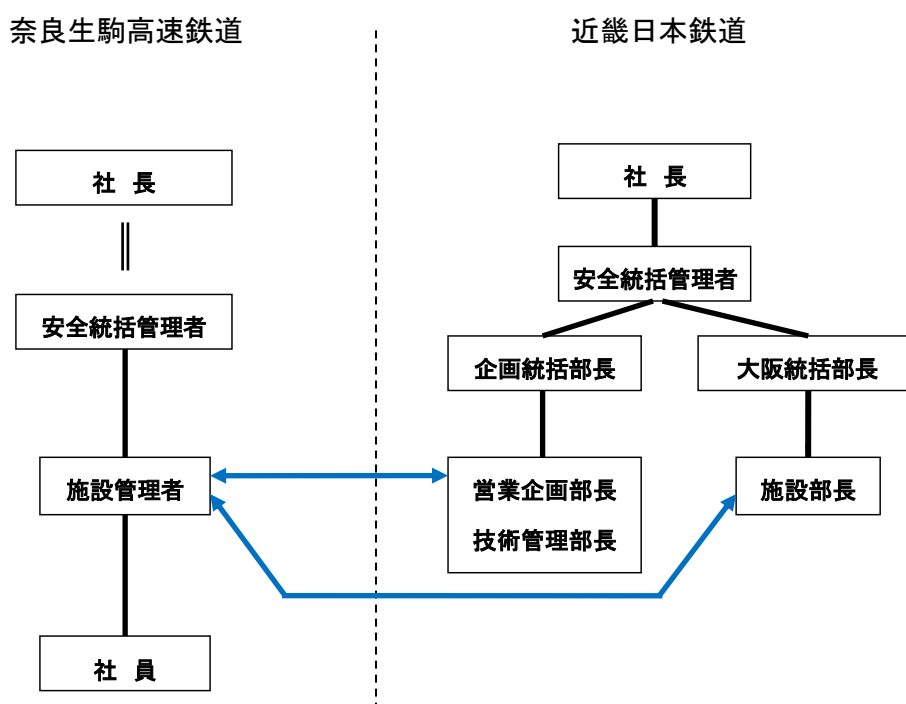 奈良生駒高速鉄道
近畿日本鉄道
社 長
安全統括管理者
施設管理者
社 員
社 長
安全統括管理者
企画統括部長
大阪統括部長
営業企画部長
技術管理部長
施設部長